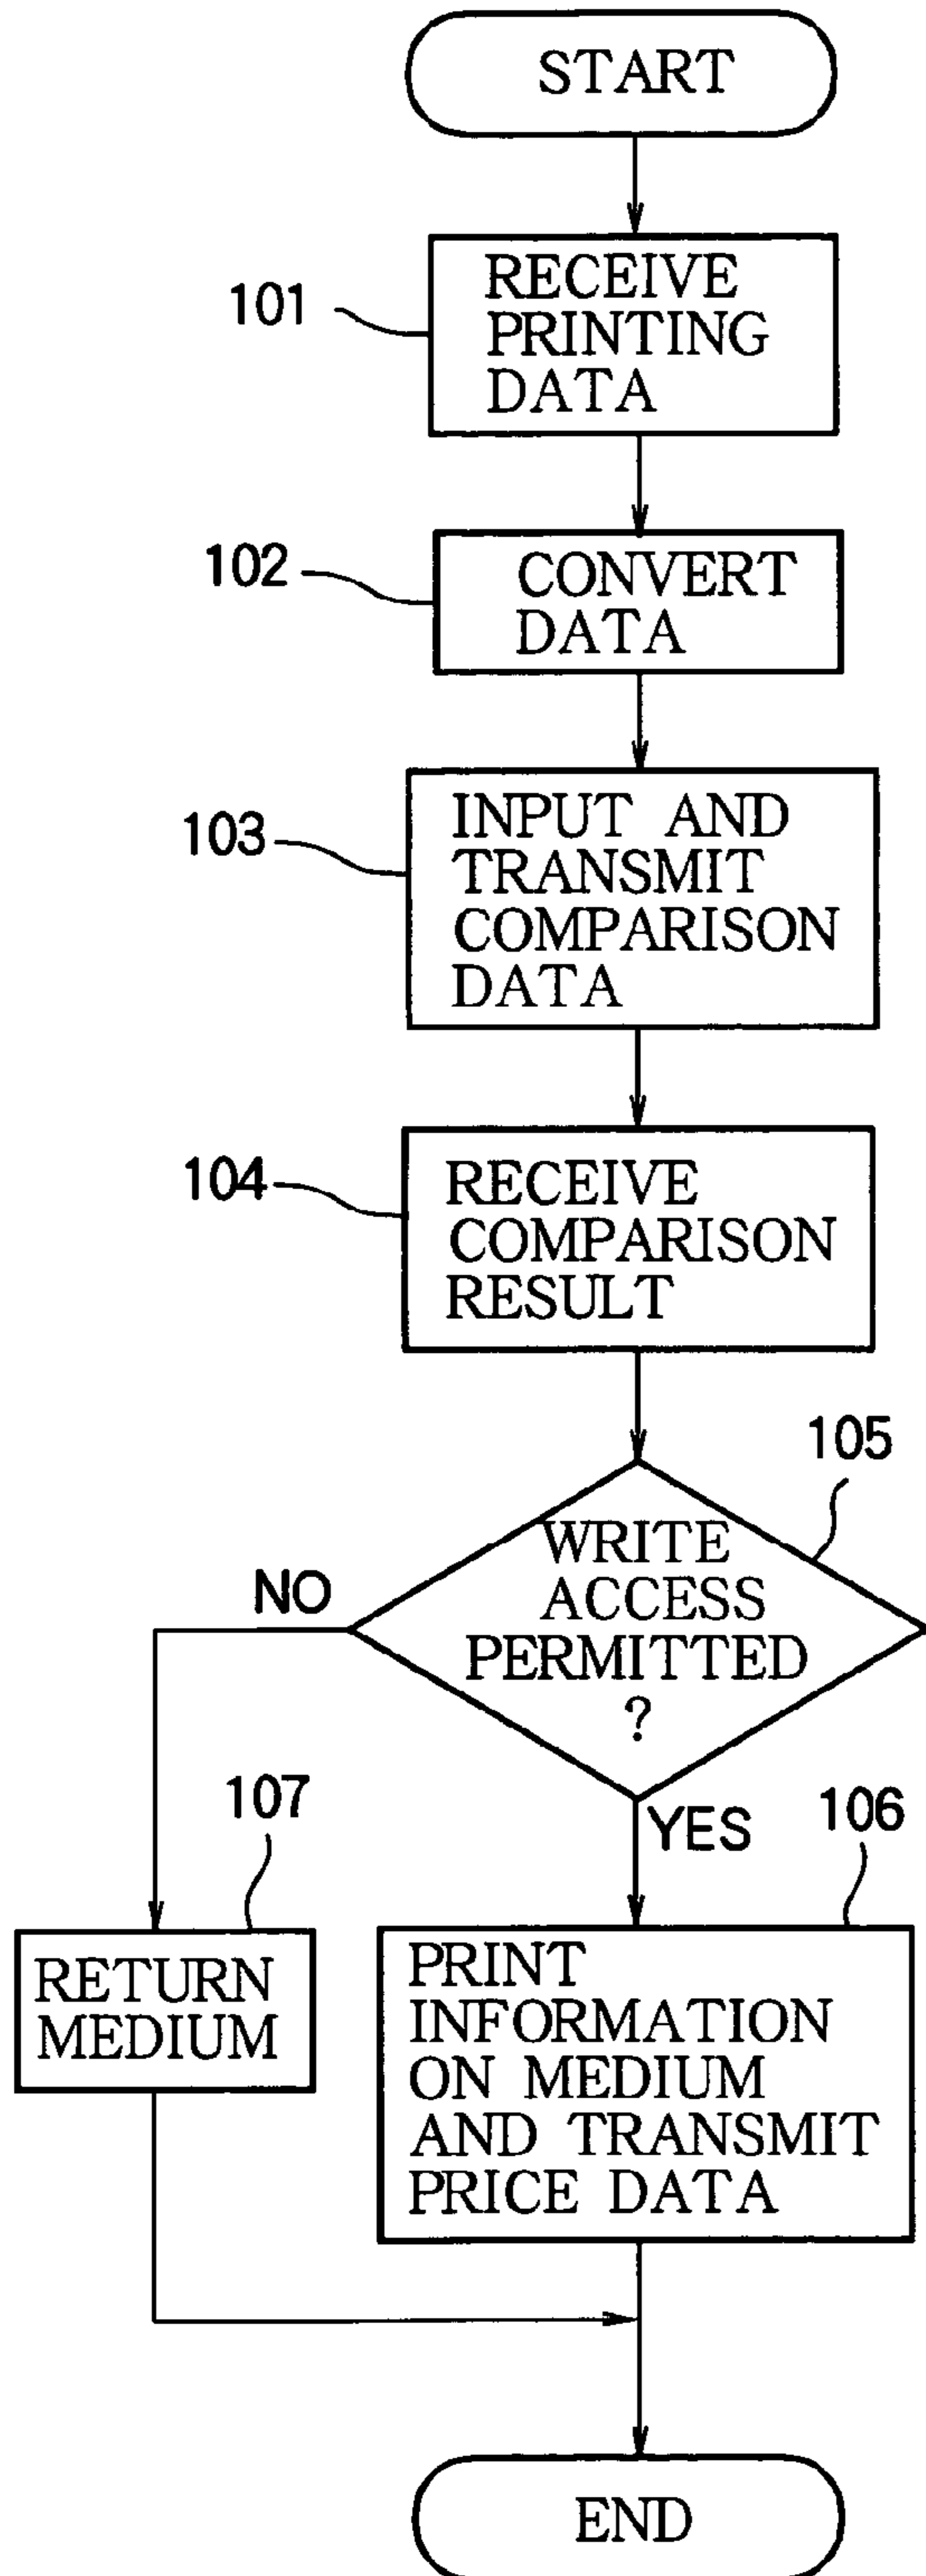 START
101
RECEIVE
PRINTING
DATA
102
CONVERT
DATA
103
INPUT AND
TRANSMIT
COMPARISON
DATA
104
RECEIVE
COMPARISON
RESULT
105
WRITE
ACCESS
PERMITTED
?
NO
YES
107
RETURN
MEDIUM
106
PRINT
INFORMATION
ON MEDIUM
AND TRANSMIT
PRICE DATA
END